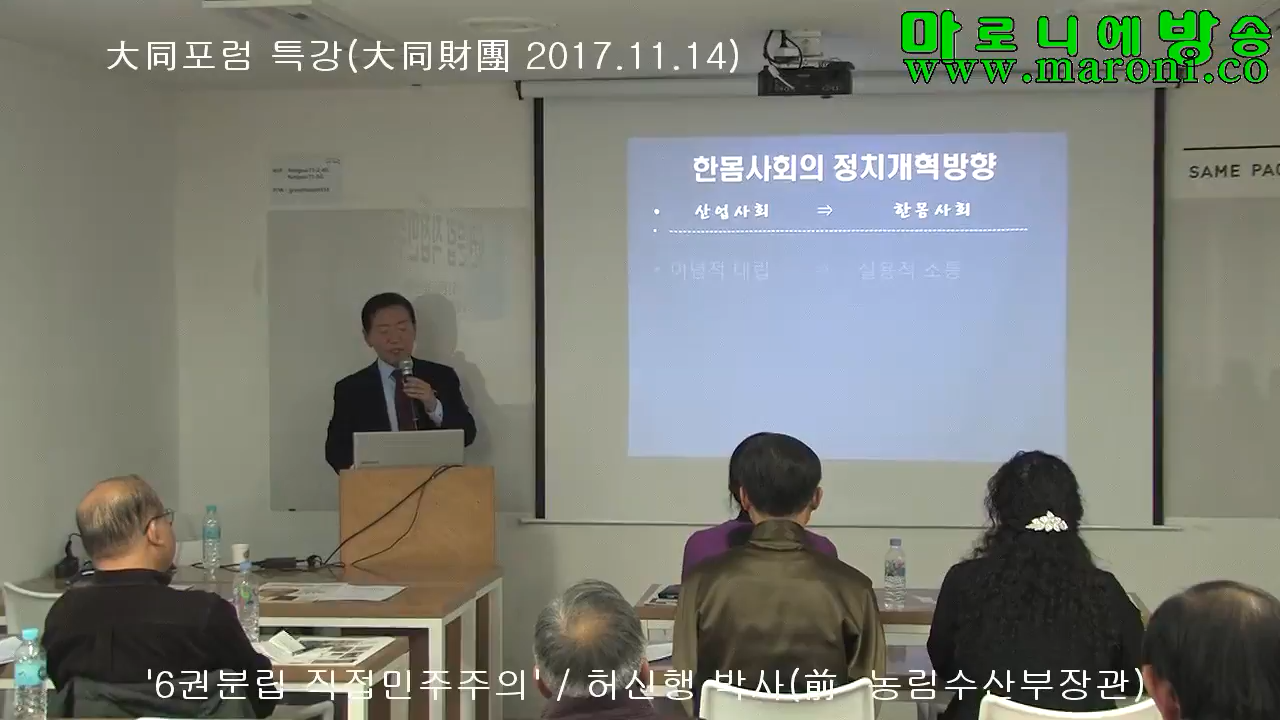 大同포럼 특강(大同財團 2017.11.14)
마로니에방송
www.maroni.co
한몸사회의 정치개혁방향
• 산업사회 ⇒ 한몸사회
• 이념적 대립 ⇒ 실용적 소통
SAME PAG
'6권분립 직접민주주의' / 허신행 박사(前 농림수산부장관)